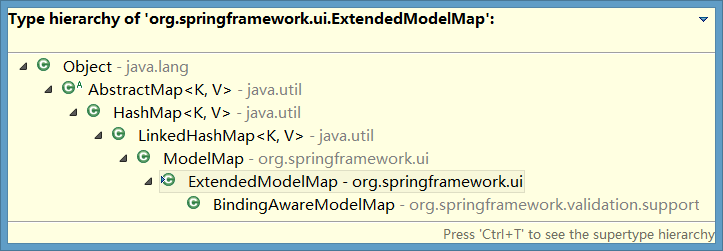 Type hierarchy of 'org.springframework.ui.ExtendedModelMap':
Object - java.lang
AbstractMap<K, V> - java.util
HashMap<K, V> - java.util
LinkedHashMap<K, V> - java.util
ModelMap - org.springframework.ui
ExtendedModelMap - org.springframework.ui
BindingAwareModelMap - org.springframework.validation.support
Press 'Ctrl+T' to see the supertype hierarchy